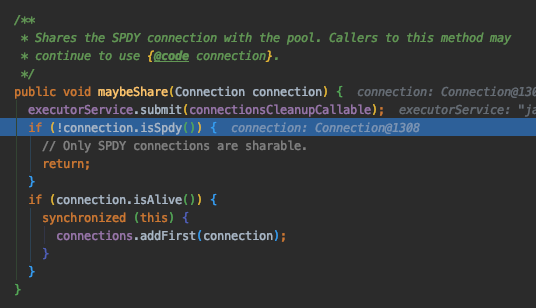 /**
 * Shares the SPDY connection with the pool. Callers to this method may
 * continue to use {@code connection}.
 */
public void maybeShare(Connection connection) {  connection: Connection@130
  executorService.submit(connectionsCleanupCallable);  executorService: "ja
  if (!connection.isSpdy()) {  connection: Connection@1308
    // Only SPDY connections are sharable.
    return;
  }
  if (connection.isAlive()) {
    synchronized (this) {
      connections.addFirst(connection);
    }
  }
}